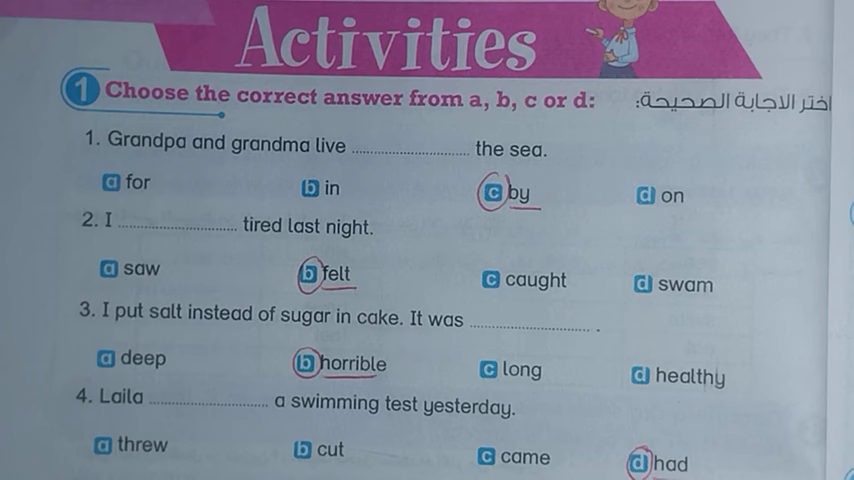 Activities
1 Choose the correct answer from a, b, c or d: اختر الاجابة الصحيحة:
1. Grandpa and grandma live ........................ the sea.
a for b in c by d on
2. I ........................ tired last night.
a saw b felt c caught d swam
3. I put salt instead of sugar in cake. It was ........................ .
a deep b horrible c long d healthy
4. Laila ........................ a swimming test yesterday.
a threw b cut c came d had